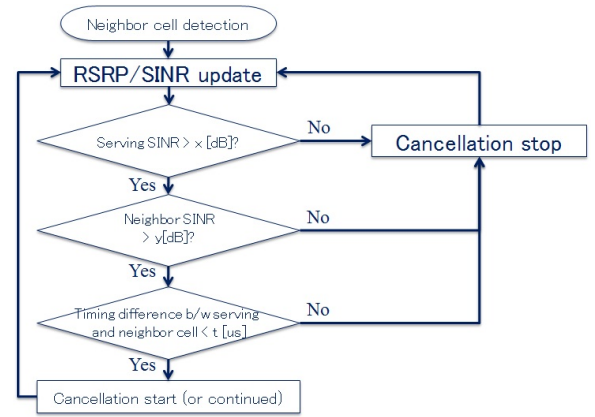 Neighbor cell detection
RSRP/SINR update
Serving SINR > x [dB]?
No
Cancellation stop
Yes
Neighbor SINR
> y[dB]?
No
Yes
Timing difference b/w serving
and neighbor cell < t [us]
No
Yes
Cancellation start (or continued)